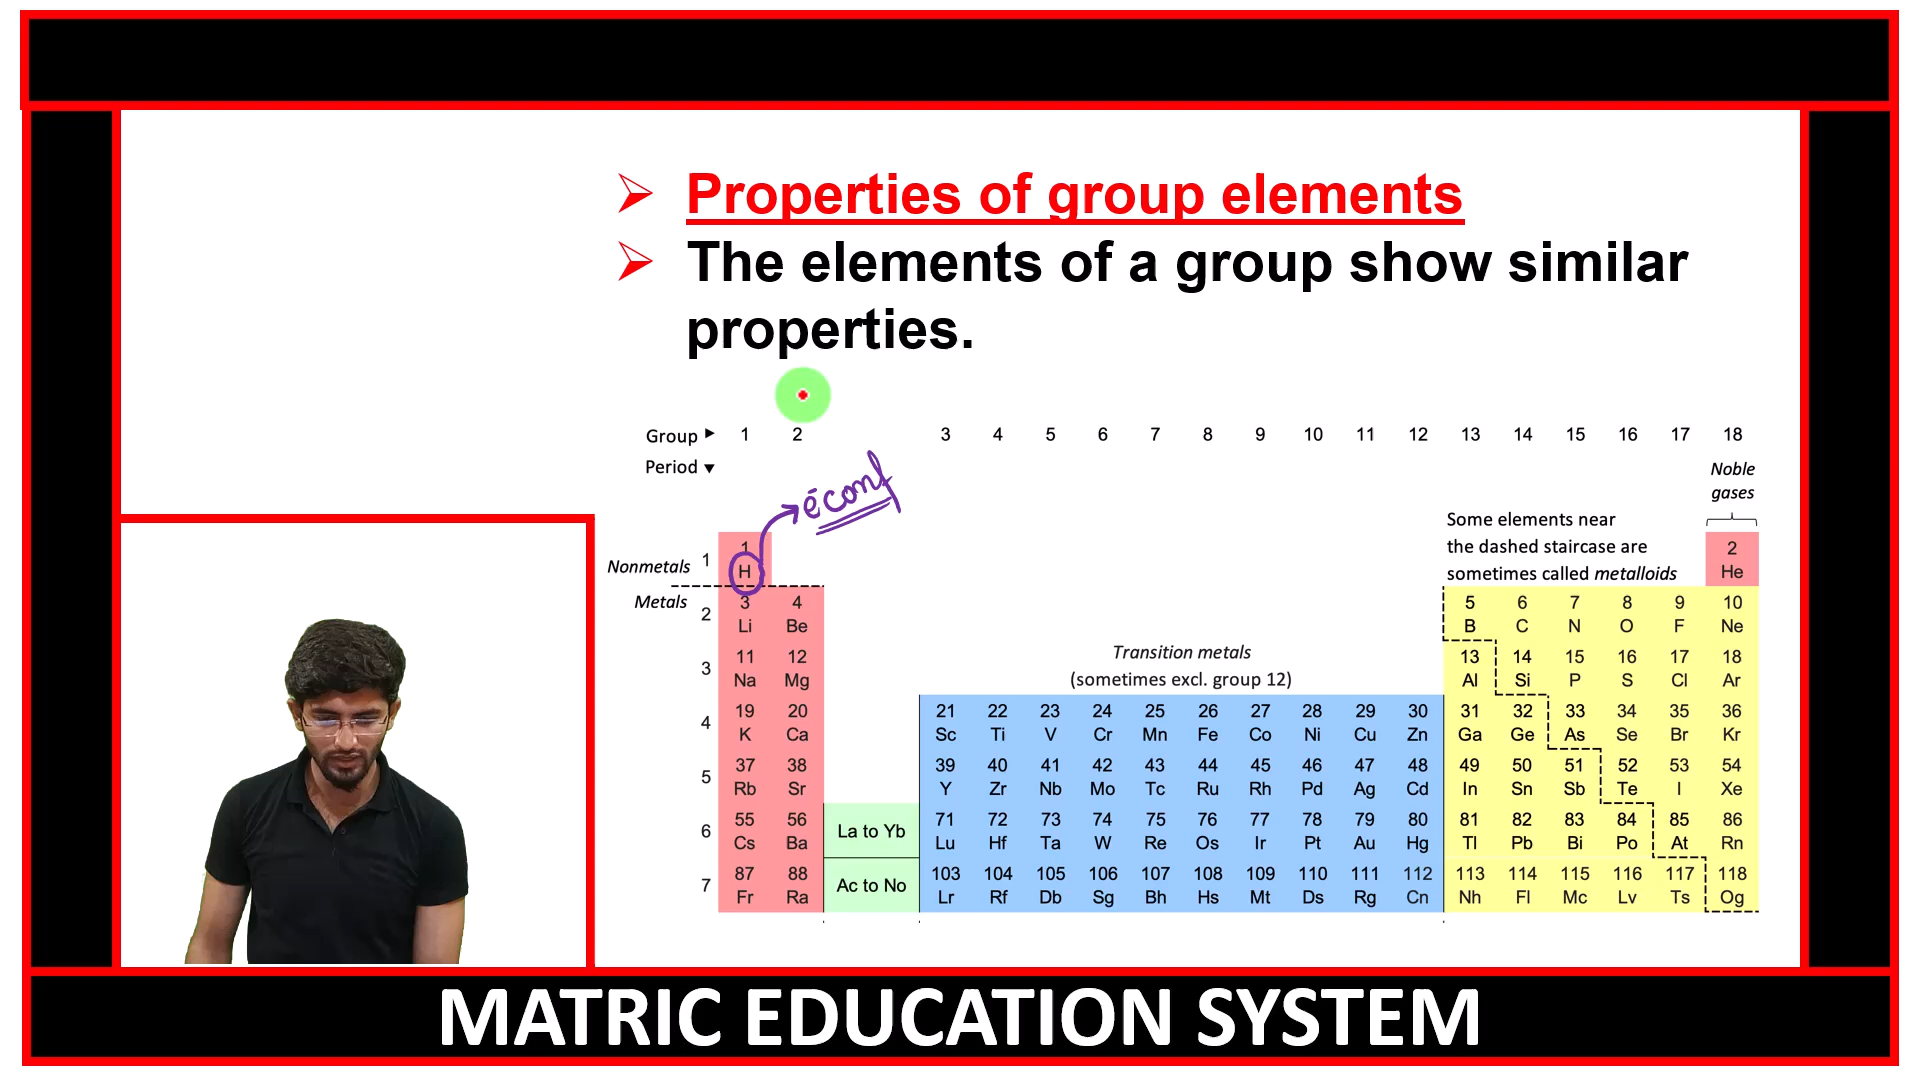 Properties of group elements
The elements of a group show similar
properties.
Group 1 2 3 4 5 6 7 8 9 10 11 12 13 14 15 16 17 18
Period
Noble
gases
e⁻ conf
Some elements near
the dashed staircase are
sometimes called metalloids
1 2
Nonmetals 1 H He
Metals
2 3 4 5 6 7 8 9 10
Li Be B C N O F Ne
Transition metals
(sometimes excl. group 12)
3 11 12 13 14 15 16 17 18
Na Mg Al Si P S Cl Ar
4 19 20 21 22 23 24 25 26 27 28 29 30 31 32 33 34 35 36
K Ca Sc Ti V Cr Mn Fe Co Ni Cu Zn Ga Ge As Se Br Kr
5 37 38 39 40 41 42 43 44 45 46 47 48 49 50 51 52 53 54
Rb Sr Y Zr Nb Mo Tc Ru Rh Pd Ag Cd In Sn Sb Te I Xe
6 55 56 La to Yb 71 72 73 74 75 76 77 78 79 80 81 82 83 84 85 86
Cs Ba Lu Hf Ta W Re Os Ir Pt Au Hg Tl Pb Bi Po At Rn
7 87 88 Ac to No 103 104 105 106 107 108 109 110 111 112 113 114 115 116 117 118
Fr Ra Lr Rf Db Sg Bh Hs Mt Ds Rg Cn Nh Fl Mc Lv Ts Og
MATRIC EDUCATION SYSTEM